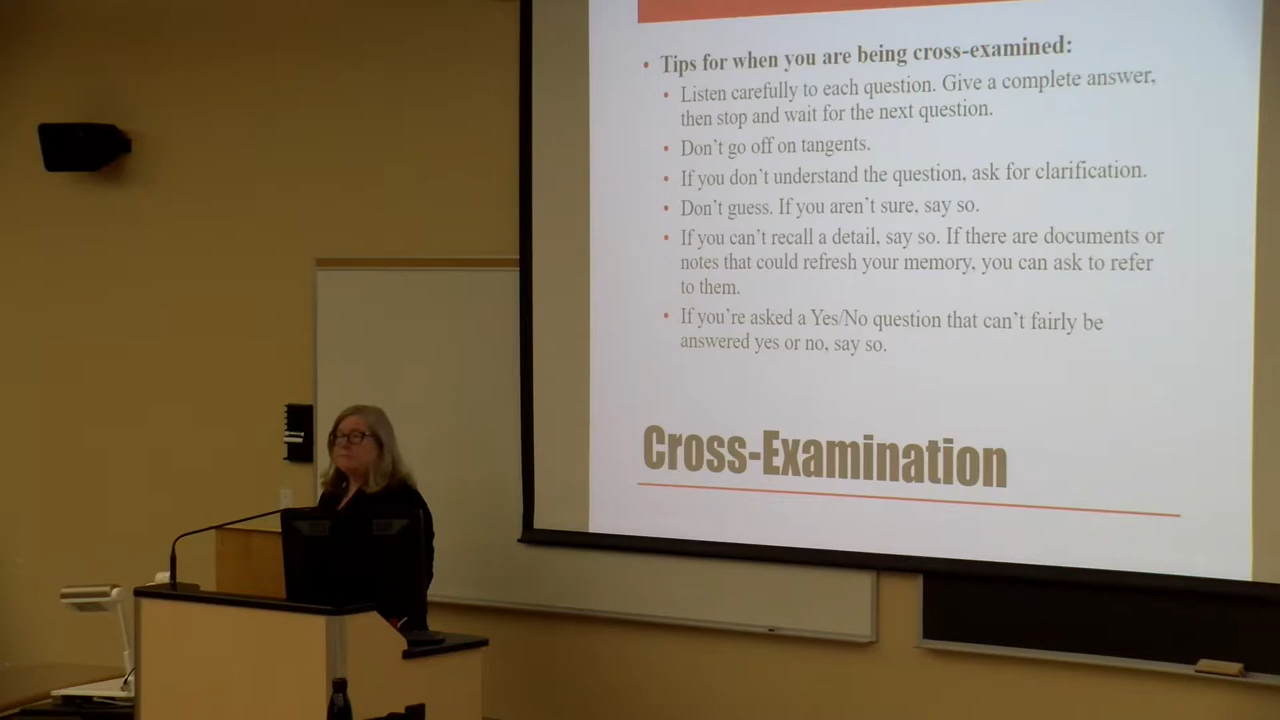 • Tips for when you are being cross-examined:
• Listen carefully to each question. Give a complete answer,
then stop and wait for the next question.
• Don't go off on tangents.
• If you don't understand the question, ask for clarification.
• Don't guess. If you aren't sure, say so.
• If you can't recall a detail, say so. If there are documents or
notes that could refresh your memory, you can ask to refer
to them.
• If you're asked a Yes/No question that can't fairly be
answered yes or no, say so.
Cross-Examination